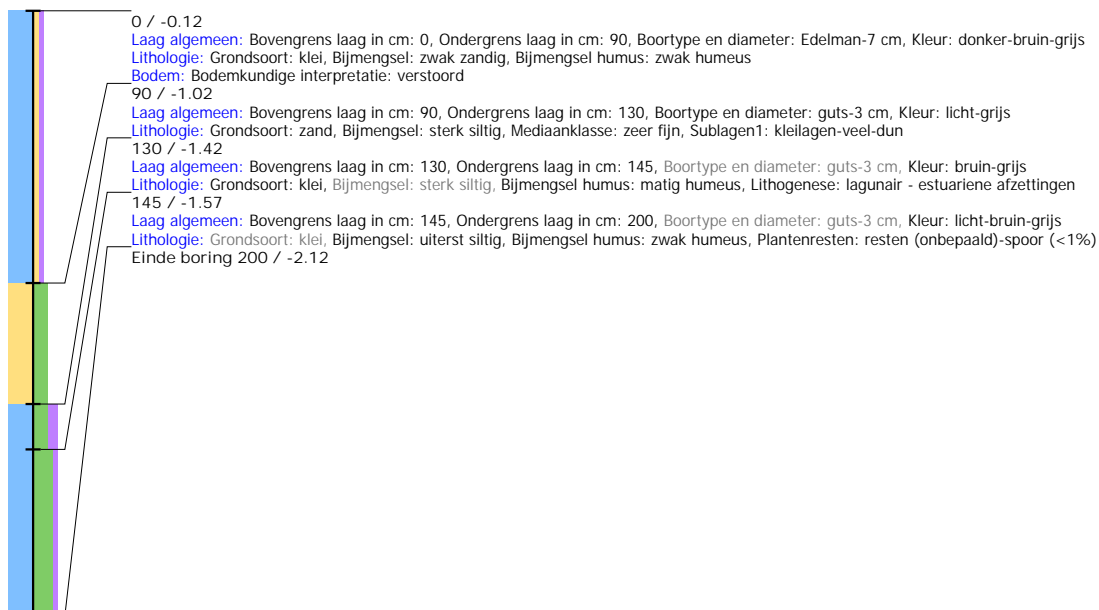 0 / -0.12
Laag algemeen: Bovengrens laag in cm: 0, Ondergrens laag in cm: 90, Boortype en diameter: Edelman-7 cm, Kleur: donker-bruin-grijs
Lithologie: Grondsoort: klei, Bijmengsel: zwak zandig, Bijmengsel humus: zwak humeus
Bodem: Bodemkundige interpretatie: verstoord
90 / -1.02
Laag algemeen: Bovengrens laag in cm: 90, Ondergrens laag in cm: 130, Boortype en diameter: guts-3 cm, Kleur: licht-grijs
Lithologie: Grondsoort: zand, Bijmengsel: sterk siltig, Mediaanklasse: zeer fijn, Sublagen1: kleilagen-veel-dun
130 / -1.42
Laag algemeen: Bovengrens laag in cm: 130, Ondergrens laag in cm: 145, Boortype en diameter: guts-3 cm, Kleur: bruin-grijs
Lithologie: Grondsoort: klei, Bijmengsel: sterk siltig, Bijmengsel humus: matig humeus, Lithogenese: lagunair - estuariene afzettingen
145 / -1.57
Laag algemeen: Bovengrens laag in cm: 145, Ondergrens laag in cm: 200, Boortype en diameter: guts-3 cm, Kleur: licht-bruin-grijs
Lithologie: Grondsoort: klei, Bijmengsel: uiterst siltig, Bijmengsel humus: zwak humeus, Plantenresten: resten (onbepaald)-spoor (<1%)
Einde boring 200 / -2.12